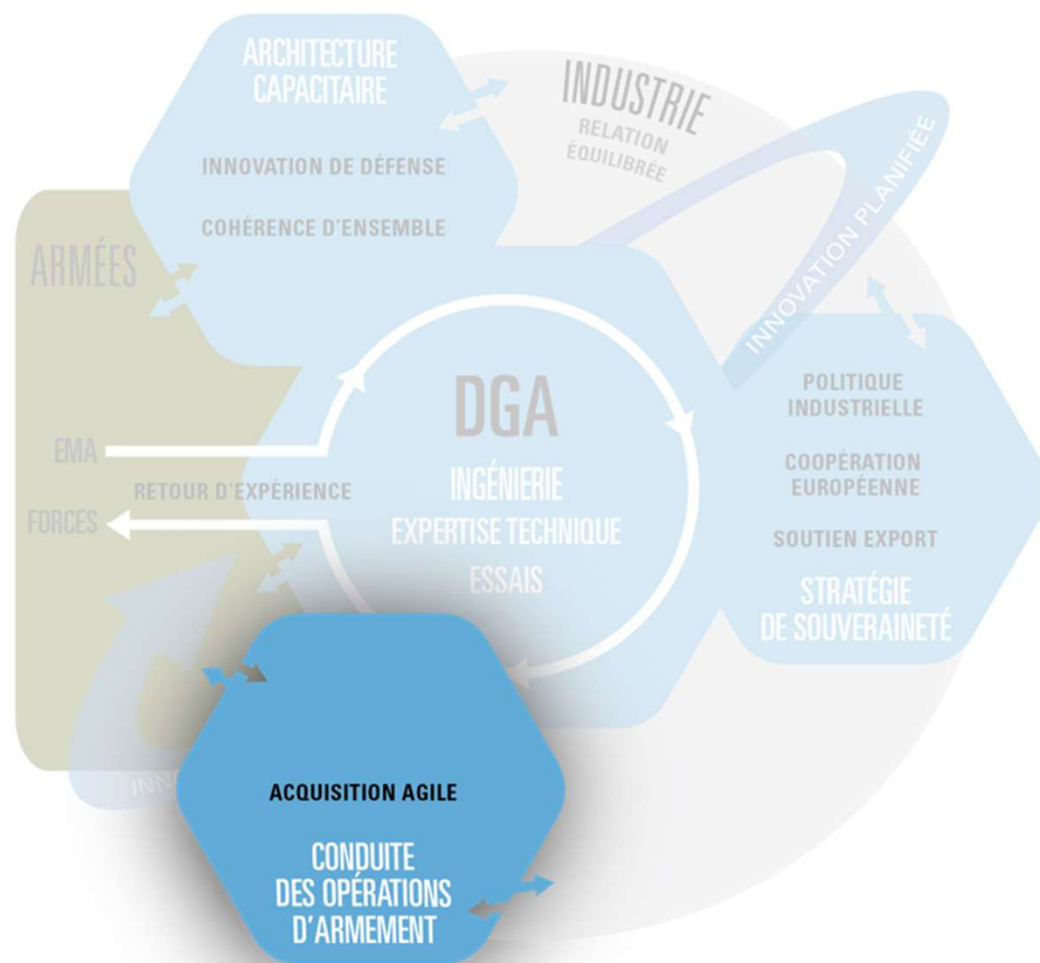 ARCHITECTURE
CAPACITAIRE
INNOVATION DE DÉFENSE
COHÉRENCE D'ENSEMBLE
INDUSTRIE
RELATION
ÉQUILIBRÉE
INNOVATION PLANIFIÉE
ARMÉES
EMA
RETOUR D'EXPÉRIENCE
FORCES
DGA
INGÉNIERIE
EXPERTISE TECHNIQUE
ESSAIS
POLITIQUE
INDUSTRIELLE
COOPÉRATION
EUROPÉENNE
SOUTIEN EXPORT
STRATÉGIE
DE SOUVERAINETÉ
ACQUISITION AGILE
CONDUITE
DES OPÉRATIONS
D'ARMEMENT